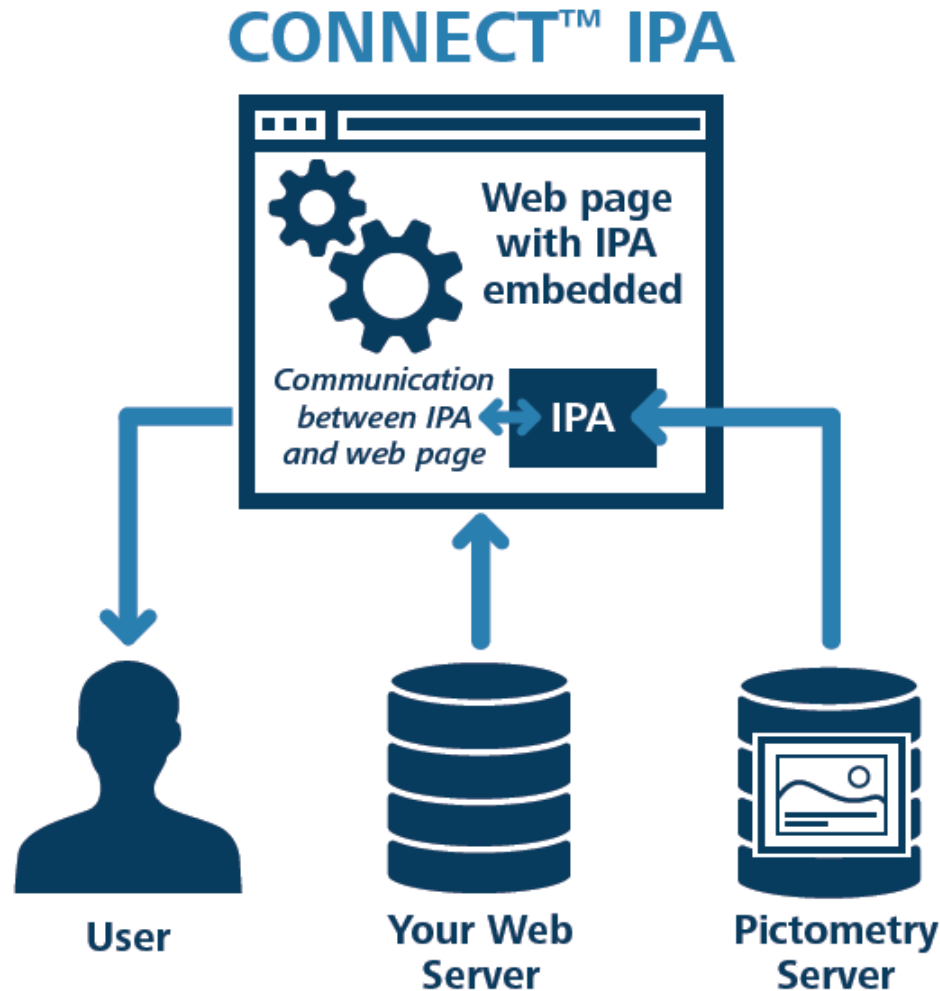 CONNECT™ IPA
Web page
with IPA
embedded
Communication
between IPA
and web page
IPA
User
Your Web
Server
Pictometry
Server